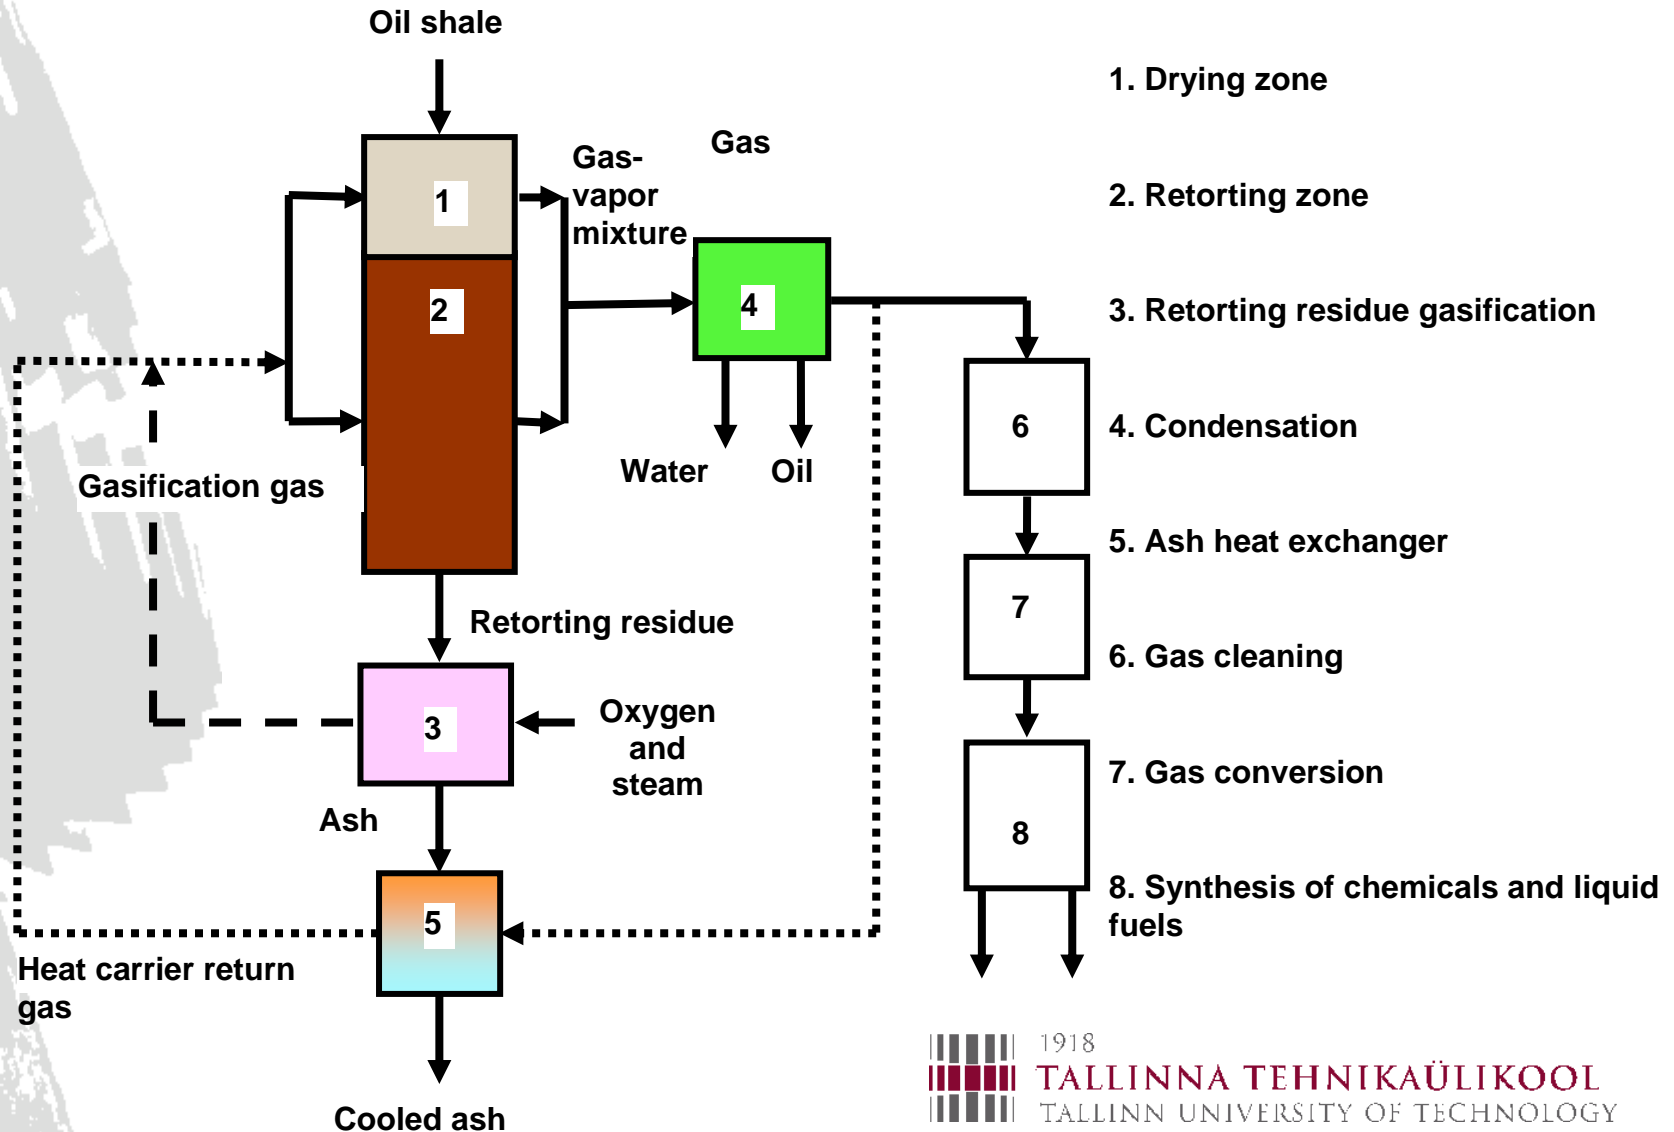 Oil shale
1. Drying zone
Gas
Gas-
vapor
mixture
1
2. Retorting zone
2
4
3. Retorting residue gasification
6
4. Condensation
Water
Oil
Gasification gas
5. Ash heat exchanger
7
Retorting residue
6. Gas cleaning
3
Oxygen
and
steam
7. Gas conversion
Ash
8
8. Synthesis of chemicals and liquid
fuels
5
Heat carrier return
gas
Cooled ash
1918
TALLINNA TEHNIKAÜLIKOOL
TALLINN UNIVERSITY OF TECHNOLOGY